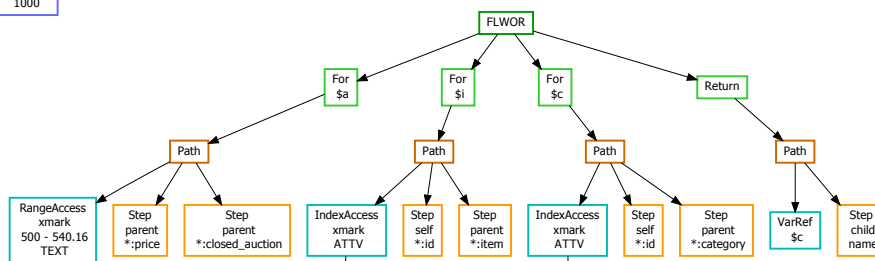 1000
FLWOR
For
$a
For
$i
For
$c
Return
Path
Path
Path
Path
RangeAccess
xmark
500 - 540.16
TEXT
Step
parent
*:price
Step
parent
*:closed_auction
IndexAccess
xmark
ATTV
Step
self
*:id
Step
parent
*:item
IndexAccess
xmark
ATTV
Step
self
*:id
Step
parent
*:category
VarRef
$c
Step
child
name